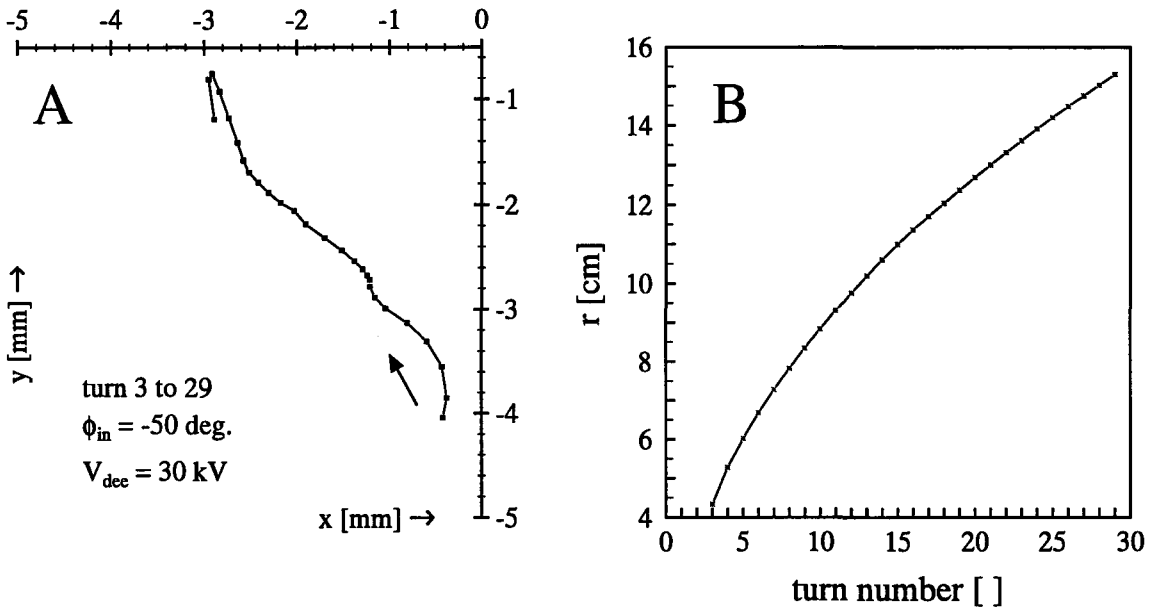 -5 -4 -3 -2 -1 0
A
-1
-2
-3
-4
-5
y [mm] →
turn 3 to 29
ϕin = -50 deg.
Vdee = 30 kV
x [mm] →
B
16
14
12
10
8
6
4
r [cm]
0 5 10 15 20 25 30
turn number [ ]